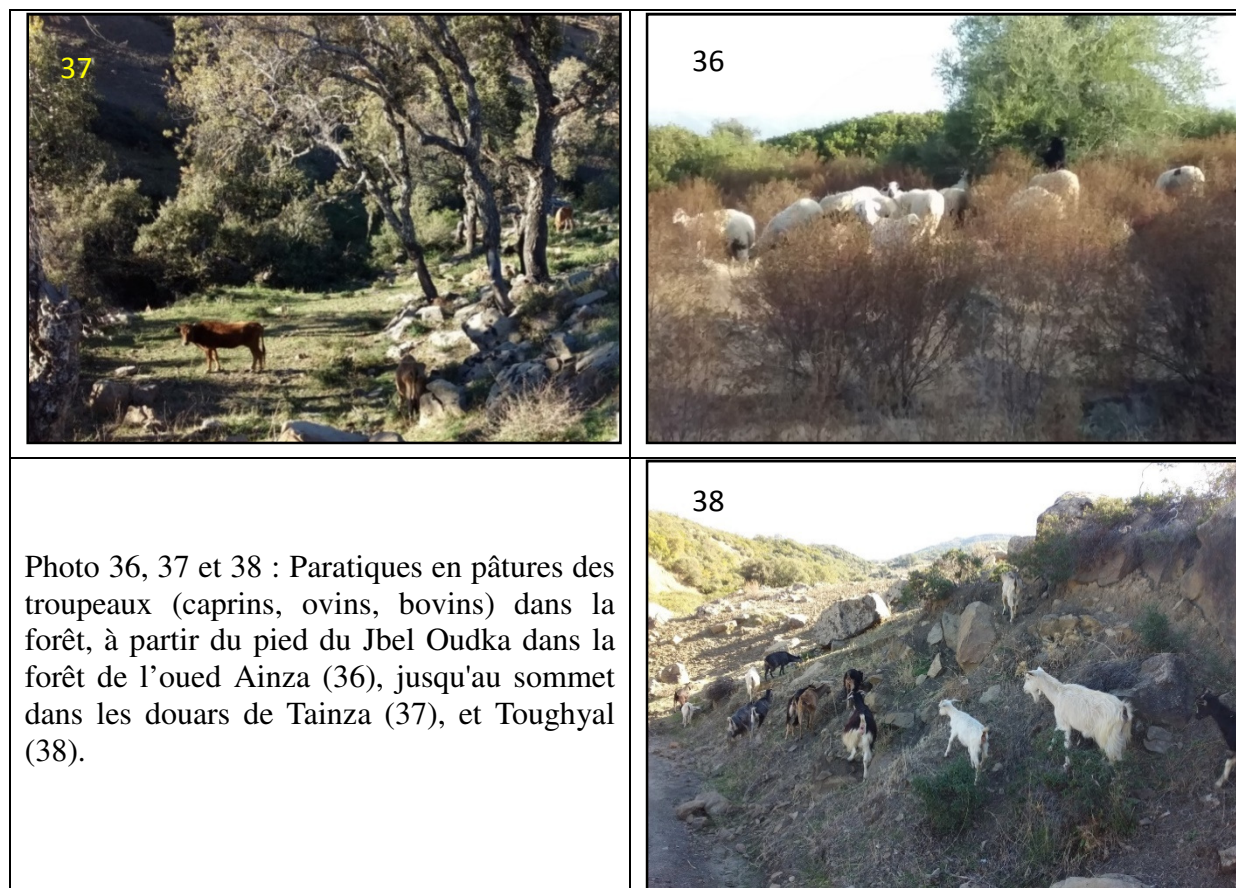 37
36
Photo 36, 37 et 38 : Paratiques en pâtures des
troupeaux (caprins, ovins, bovins) dans la
forêt, à partir du pied du Jbel Oudka dans la
forêt de l’oued Ainza (36), jusqu'au sommet
dans les douars de Tainza (37), et Toughyal
(38).
38